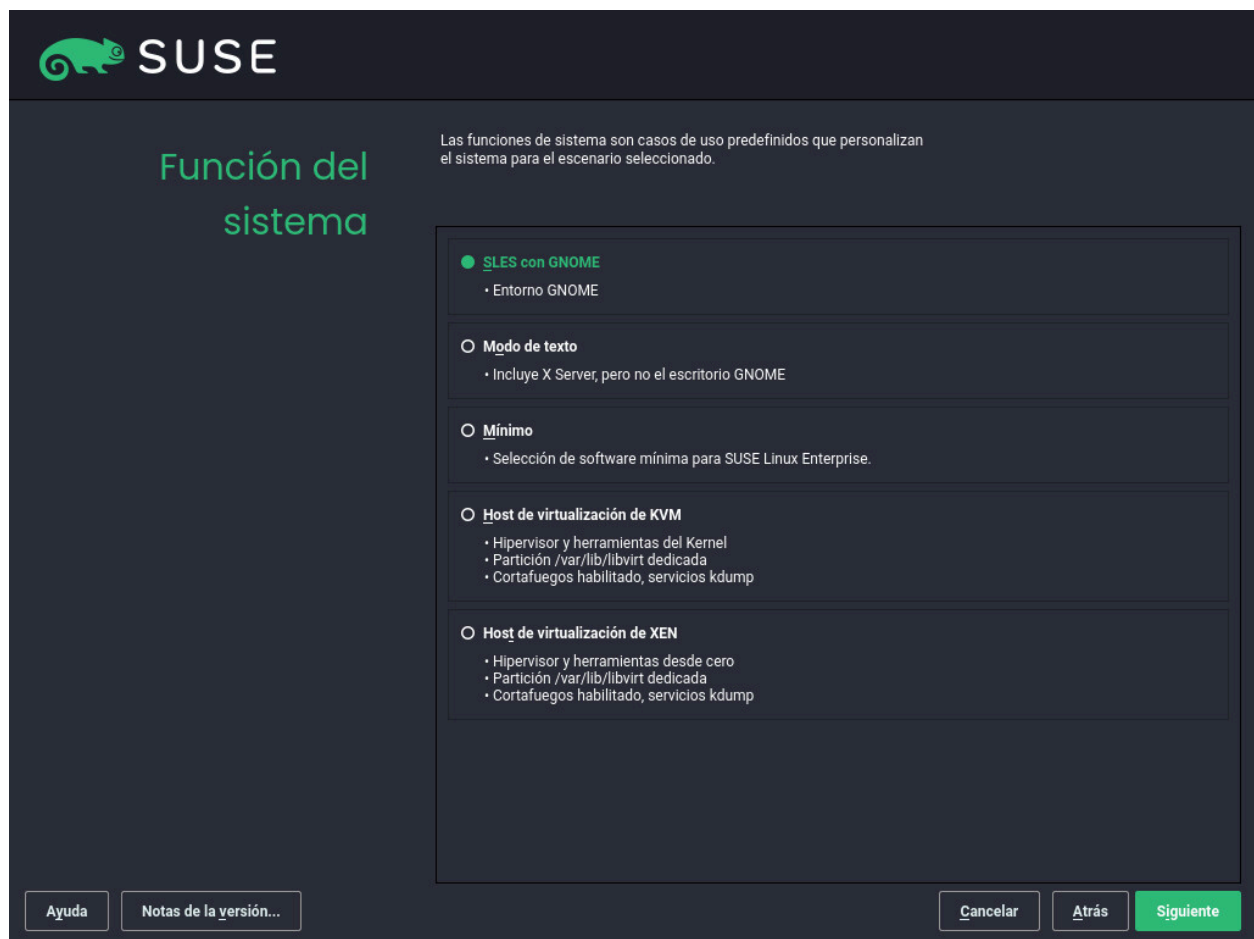 SUSE
Función del
sistema
Las funciones de sistema son casos de uso predefinidos que personalizan
el sistema para el escenario seleccionado.
SLES con GNOME
• Entorno GNOME
Modo de texto
• Incluye X Server, pero no el escritorio GNOME
Mínimo
• Selección de software mínima para SUSE Linux Enterprise.
Host de virtualización de KVM
• Hipervisor y herramientas del Kernel
• Partición /var/lib/libvirt dedicada
• Cortafuegos habilitado, servicios kdump
Host de virtualización de XEN
• Hipervisor y herramientas desde cero
• Partición /var/lib/libvirt dedicada
• Cortafuegos habilitado, servicios kdump
Ayuda
Notas de la versión...
Cancelar
Atrás
Siguiente